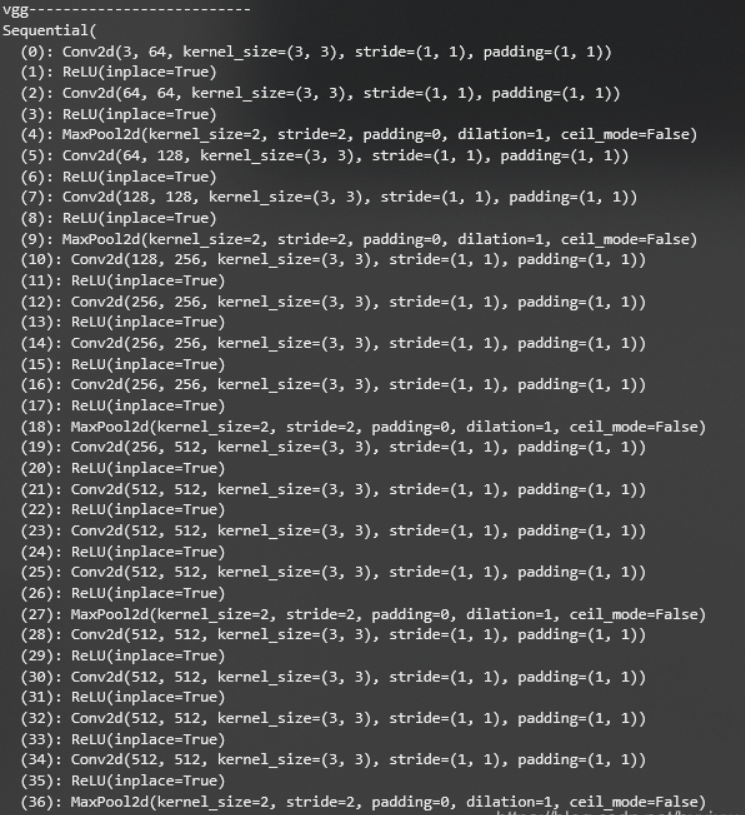 vgg--------------------------
Sequential(
(0): Conv2d(3, 64, kernel_size=(3, 3), stride=(1, 1), padding=(1, 1))
(1): ReLU(inplace=True)
(2): Conv2d(64, 64, kernel_size=(3, 3), stride=(1, 1), padding=(1, 1))
(3): ReLU(inplace=True)
(4): MaxPool2d(kernel_size=2, stride=2, padding=0, dilation=1, ceil_mode=False)
(5): Conv2d(64, 128, kernel_size=(3, 3), stride=(1, 1), padding=(1, 1))
(6): ReLU(inplace=True)
(7): Conv2d(128, 128, kernel_size=(3, 3), stride=(1, 1), padding=(1, 1))
(8): ReLU(inplace=True)
(9): MaxPool2d(kernel_size=2, stride=2, padding=0, dilation=1, ceil_mode=False)
(10): Conv2d(128, 256, kernel_size=(3, 3), stride=(1, 1), padding=(1, 1))
(11): ReLU(inplace=True)
(12): Conv2d(256, 256, kernel_size=(3, 3), stride=(1, 1), padding=(1, 1))
(13): ReLU(inplace=True)
(14): Conv2d(256, 256, kernel_size=(3, 3), stride=(1, 1), padding=(1, 1))
(15): ReLU(inplace=True)
(16): Conv2d(256, 256, kernel_size=(3, 3), stride=(1, 1), padding=(1, 1))
(17): ReLU(inplace=True)
(18): MaxPool2d(kernel_size=2, stride=2, padding=0, dilation=1, ceil_mode=False)
(19): Conv2d(256, 512, kernel_size=(3, 3), stride=(1, 1), padding=(1, 1))
(20): ReLU(inplace=True)
(21): Conv2d(512, 512, kernel_size=(3, 3), stride=(1, 1), padding=(1, 1))
(22): ReLU(inplace=True)
(23): Conv2d(512, 512, kernel_size=(3, 3), stride=(1, 1), padding=(1, 1))
(24): ReLU(inplace=True)
(25): Conv2d(512, 512, kernel_size=(3, 3), stride=(1, 1), padding=(1, 1))
(26): ReLU(inplace=True)
(27): MaxPool2d(kernel_size=2, stride=2, padding=0, dilation=1, ceil_mode=False)
(28): Conv2d(512, 512, kernel_size=(3, 3), stride=(1, 1), padding=(1, 1))
(29): ReLU(inplace=True)
(30): Conv2d(512, 512, kernel_size=(3, 3), stride=(1, 1), padding=(1, 1))
(31): ReLU(inplace=True)
(32): Conv2d(512, 512, kernel_size=(3, 3), stride=(1, 1), padding=(1, 1))
(33): ReLU(inplace=True)
(34): Conv2d(512, 512, kernel_size=(3, 3), stride=(1, 1), padding=(1, 1))
(35): ReLU(inplace=True)
(36): MaxPool2d(kernel_size=2, stride=2, padding=0, dilation=1, ceil_mode=False)